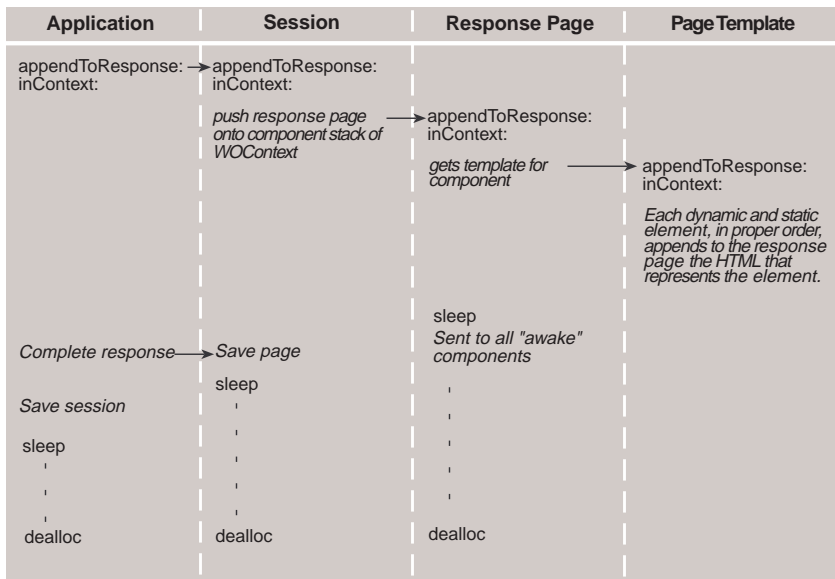 Application Session Response Page Page Template
appendToResponse: appendToResponse:
inContext: inContext:
push response page appendToResponse:
onto component stack of inContext:
WOContext
gets template for appendToResponse:
component inContext:
Each dynamic and static
element, in proper order,
appends to the response
page the HTML that
represents the element.
sleep
Sent to all "awake"
components
Complete response Save page
sleep
Save session
sleep
dealloc dealloc dealloc